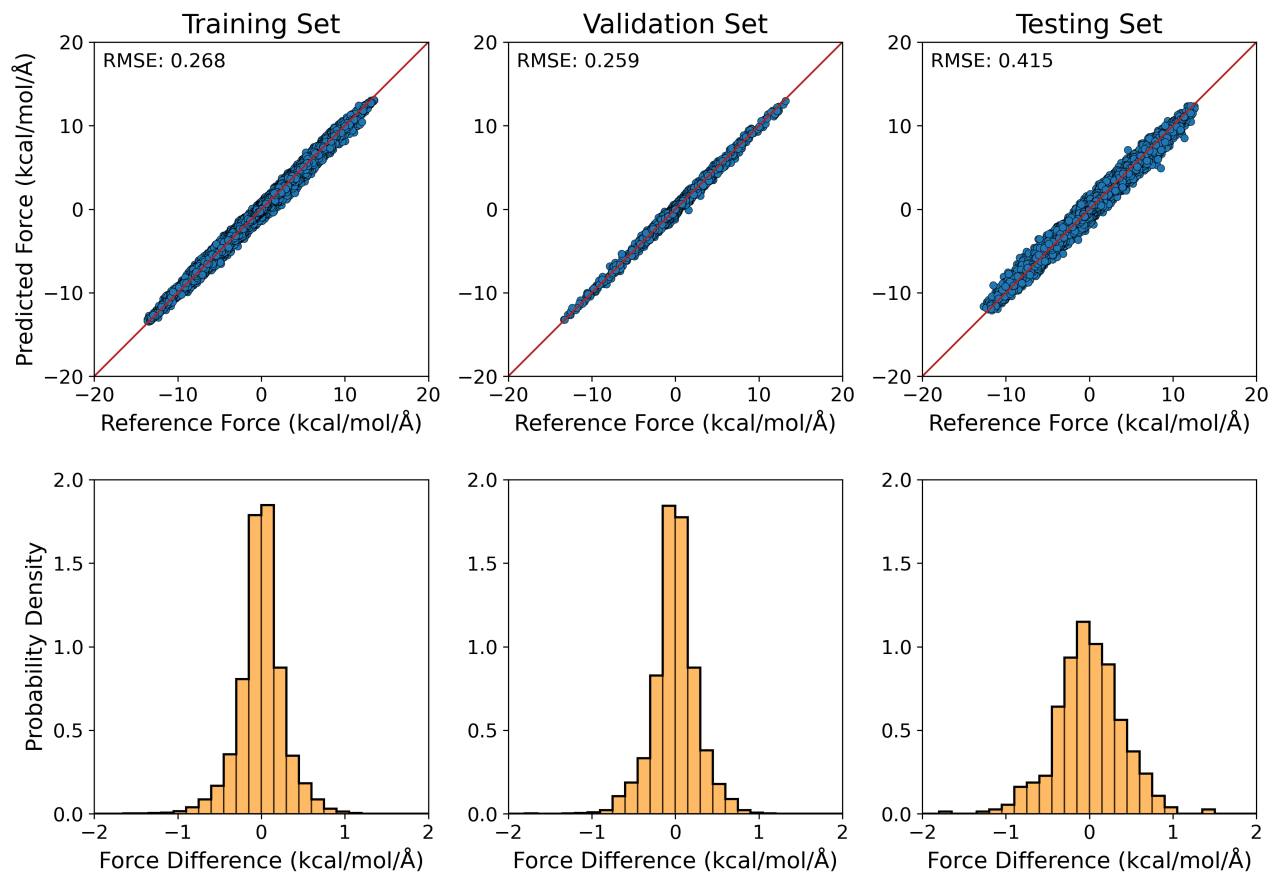 Training Set
Validation Set
Testing Set
RMSE: 0.268
RMSE: 0.259
RMSE: 0.415
Predicted Force (kcal/mol/Å)
20
10
0
−10
−20
20
10
0
−10
−20
20
10
0
−10
−20
−20 −10 0 10 20
−20 −10 0 10 20
−20 −10 0 10 20
Reference Force (kcal/mol/Å)
Reference Force (kcal/mol/Å)
Reference Force (kcal/mol/Å)
Probability Density
2.0
1.5
1.0
0.5
0.0
2.0
1.5
1.0
0.5
0.0
2.0
1.5
1.0
0.5
0.0
−2 −1 0 1 2
−2 −1 0 1 2
−2 −1 0 1 2
Force Difference (kcal/mol/Å)
Force Difference (kcal/mol/Å)
Force Difference (kcal/mol/Å)